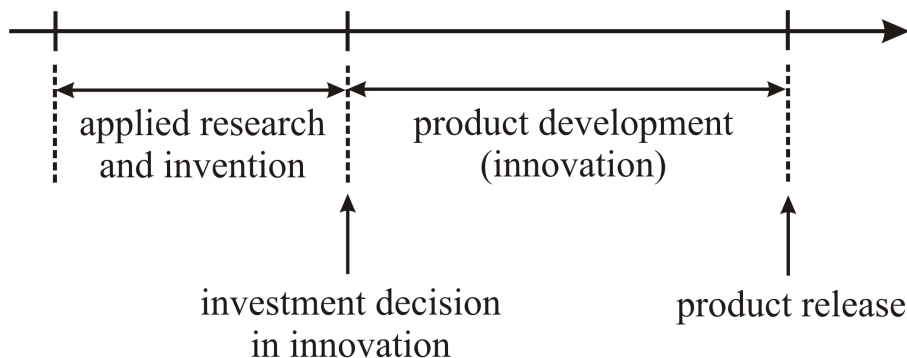 applied research
and invention
product development
(innovation)
investment decision
in innovation
product release